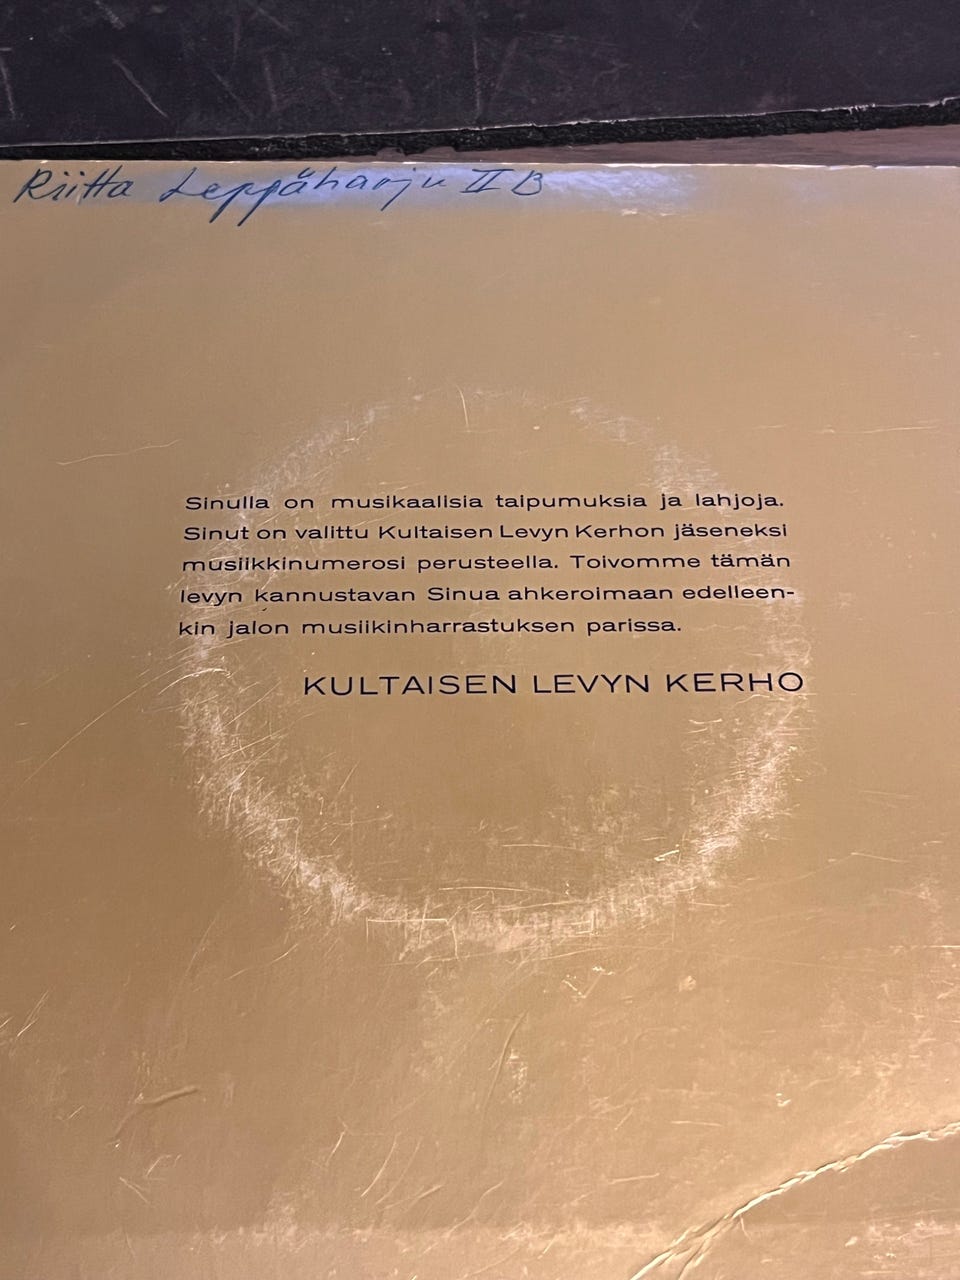 Riitta Leppäharju II B
Sinulla on musikaalisia taipumuksia ja lahjoja.
Sinut on valittu Kultaisen Levyn Kerhon jäseneksi
musiikkinumerosi perusteella. Toivomme tämän
levyn kannustavan Sinua ahkeroimaan edelleen-
kin jalon musiikinharrastuksen parissa.
KULTAISEN LEVYN KERHO